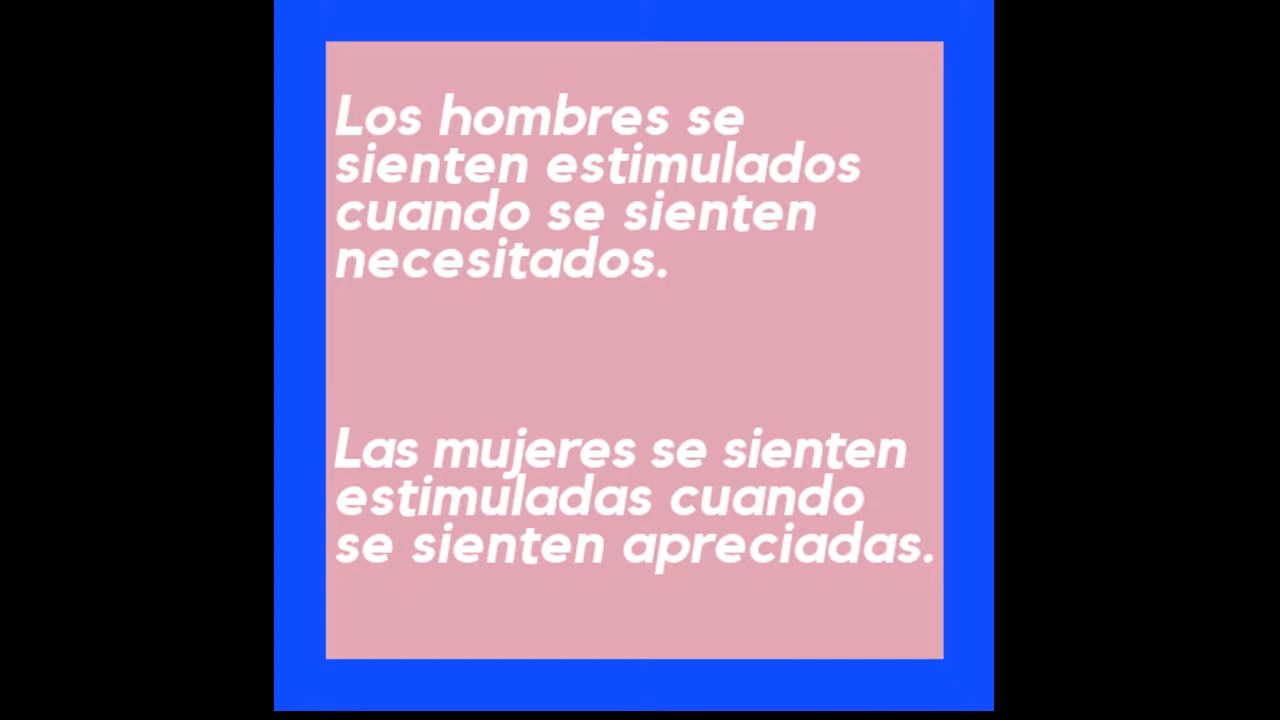 Los hombres se
sienten estimulados
cuando se sienten
necesitados.
Las mujeres se sienten
estimuladas cuando
se sienten apreciadas.